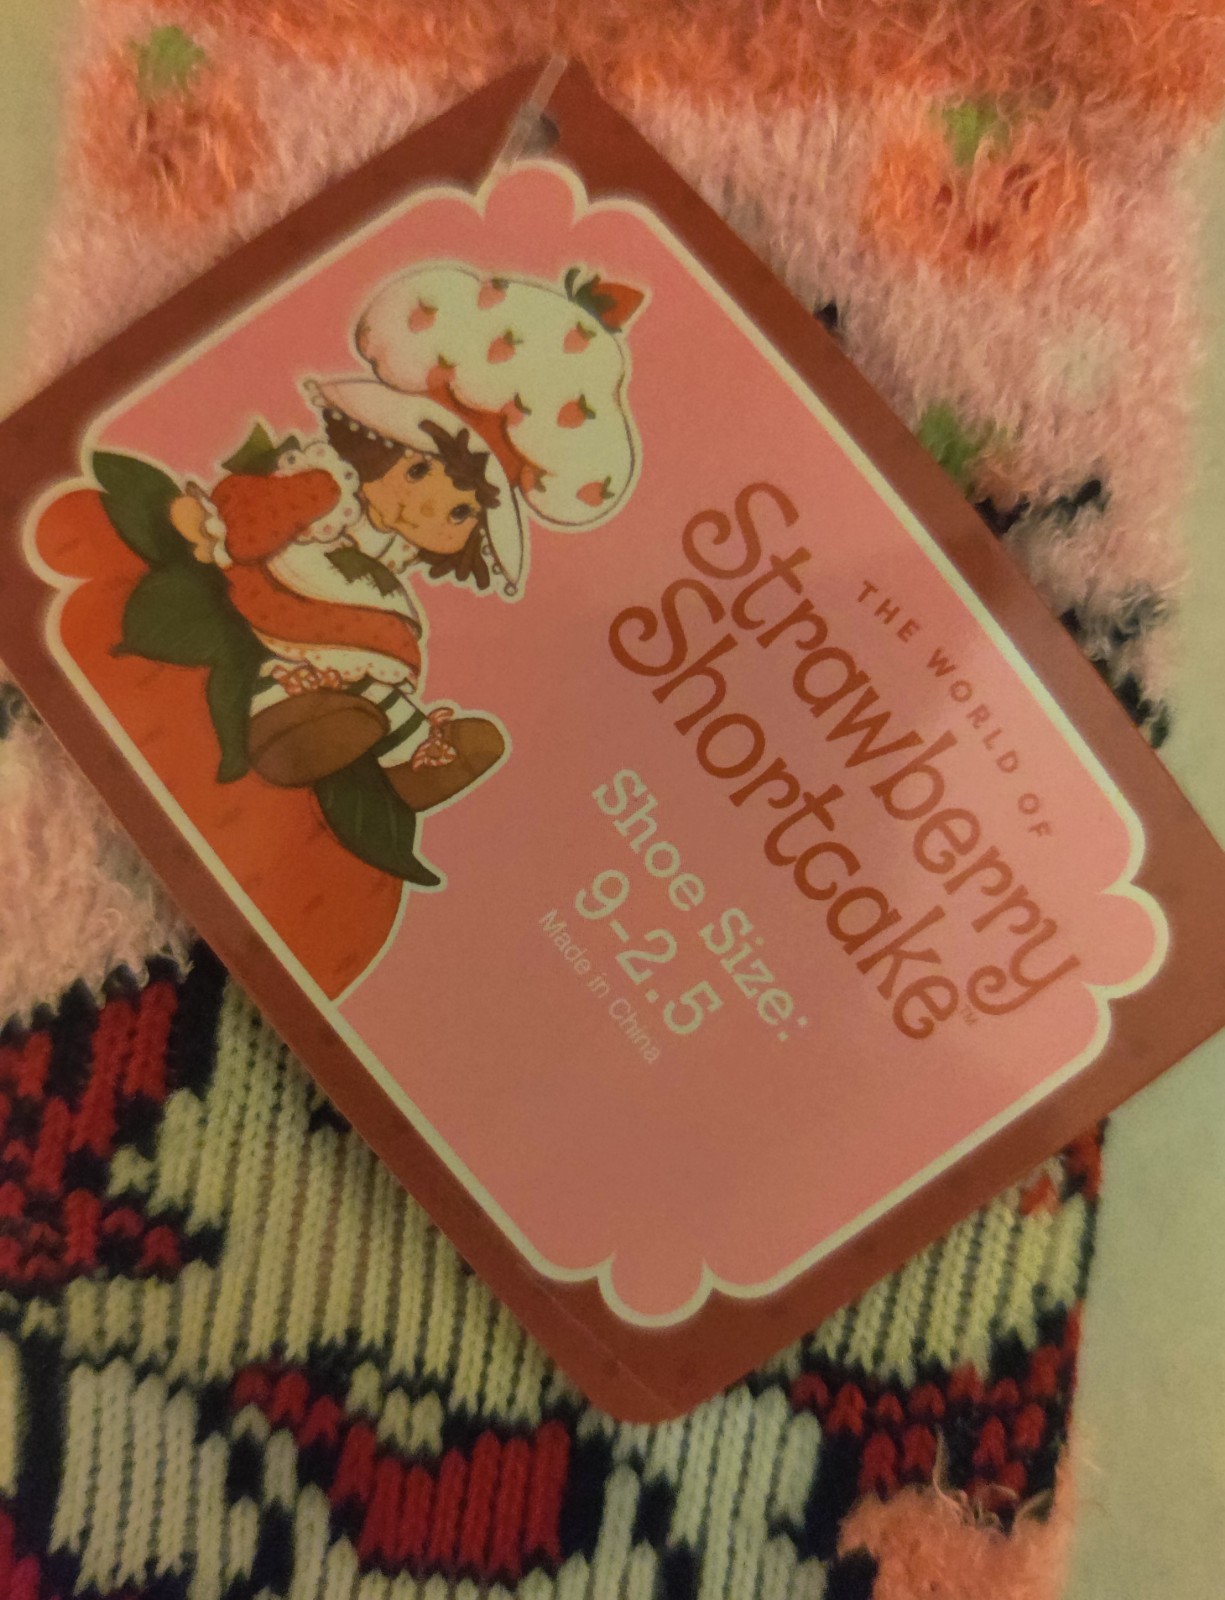 THE WORLD OF
Strawberry
Shortcake™
Shoe Size:
9-2.5
Made in China